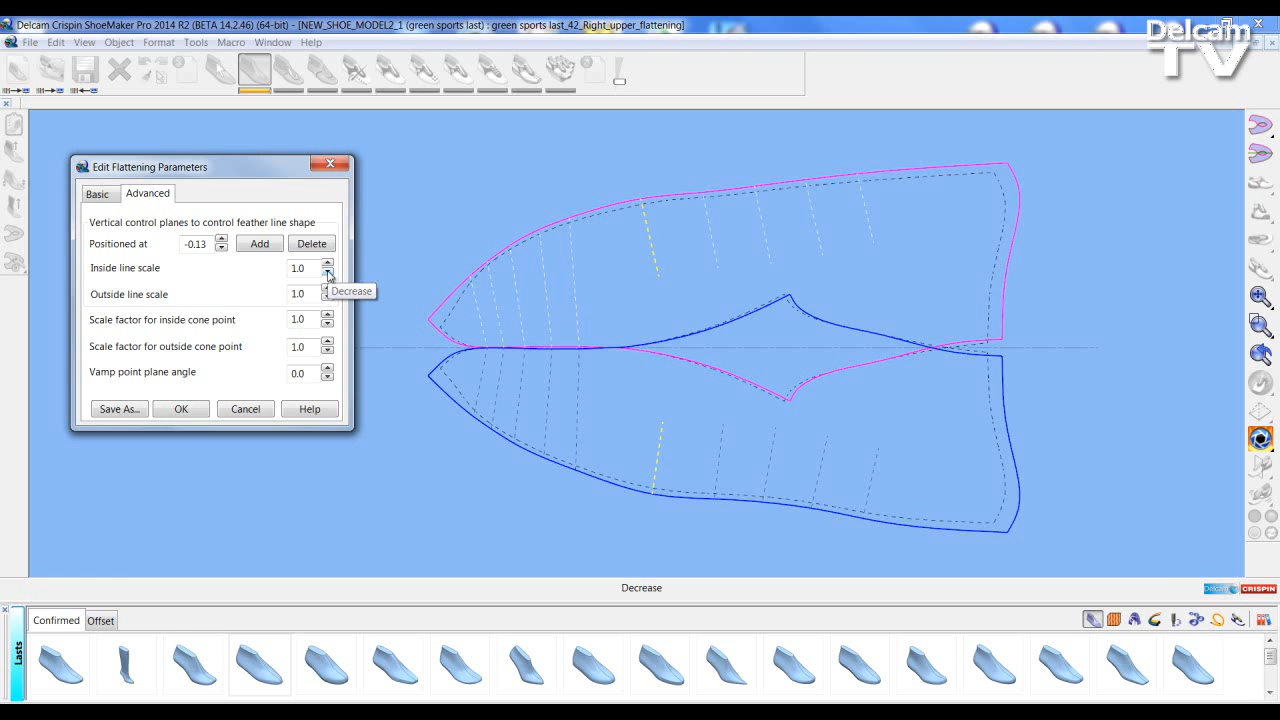 Delcam Crispin ShoeMaker Pro 2014 R2 (BETA 14.2.46) (64-bit) - [NEW_SHOE_MODEL2_1 (green sports last) : green sports last_42_Right_upper_flattening]
Delcam
TV
File Edit View Object Format Tools Macro Window Help
Edit Flattening Parameters
Basic Advanced
Vertical control planes to control feather line shape
Positioned at -0.13 Add Delete
Inside line scale 1.0
Decrease
Outside line scale 1.0
Scale factor for inside cone point 1.0
Scale factor for outside cone point 1.0
Vamp point plane angle 0.0
Save As... OK Cancel Help
Decrease
Delcam CRISPIN
Confirmed Offset
Lasts